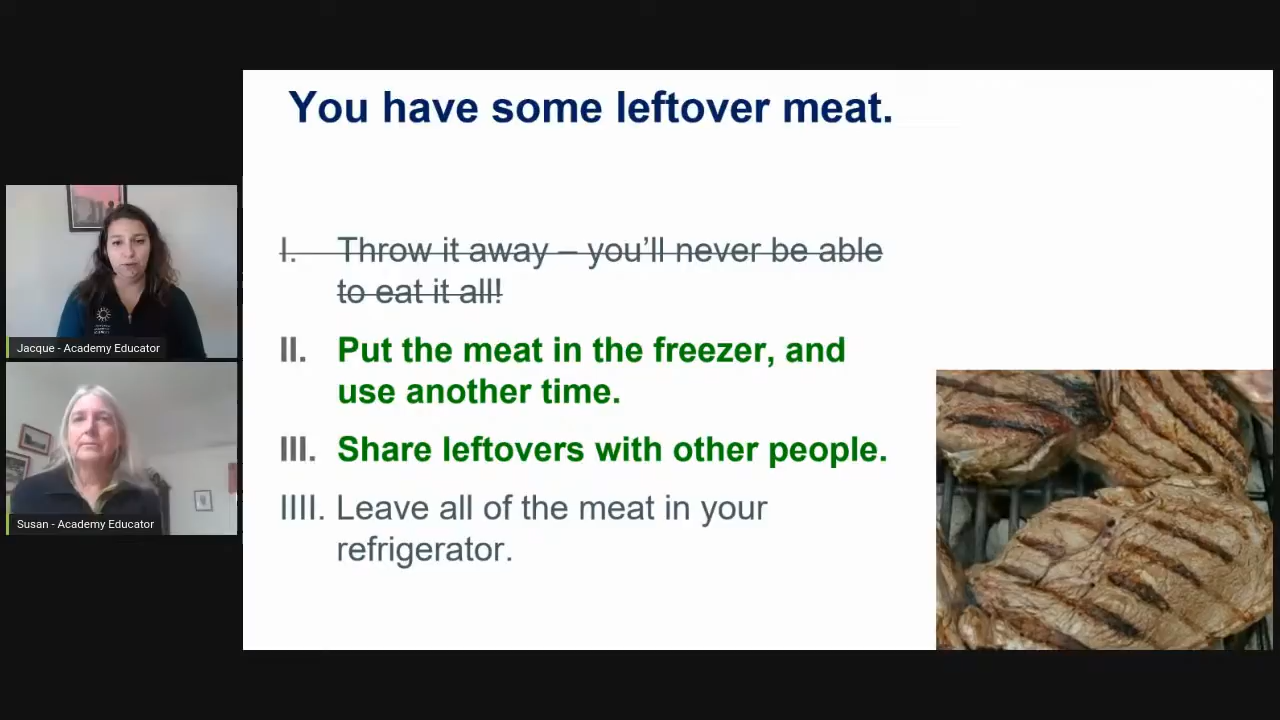 You have some leftover meat.
I. Throw it away – you’ll never be able
to eat it all!
II. Put the meat in the freezer, and
use another time.
III. Share leftovers with other people.
IIII. Leave all of the meat in your
refrigerator.
Jacque - Academy Educator
Susan - Academy Educator